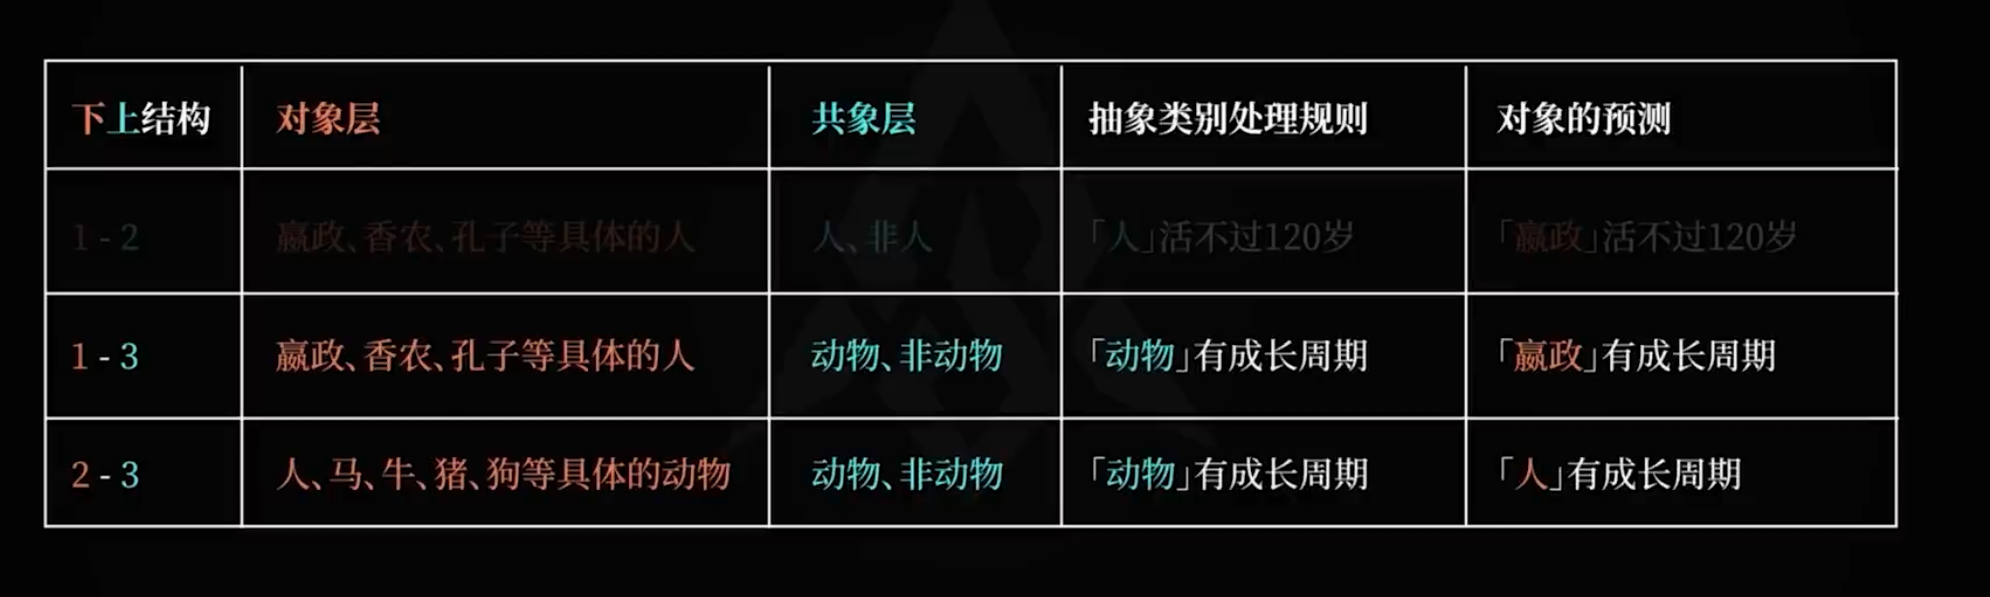 下上结构 对象层 共象层 抽象类别处理规则 对象的预测
1 - 2 嬴政、香农、孔子等具体的人 人、非人 「人」活不过120岁 「嬴政」活不过120岁
1 - 3 嬴政、香农、孔子等具体的人 动物、非动物 「动物」有成长周期 「嬴政」有成长周期
2 - 3 人、马、牛、猪、狗等具体的动物 动物、非动物 「动物」有成长周期 「人」有成长周期